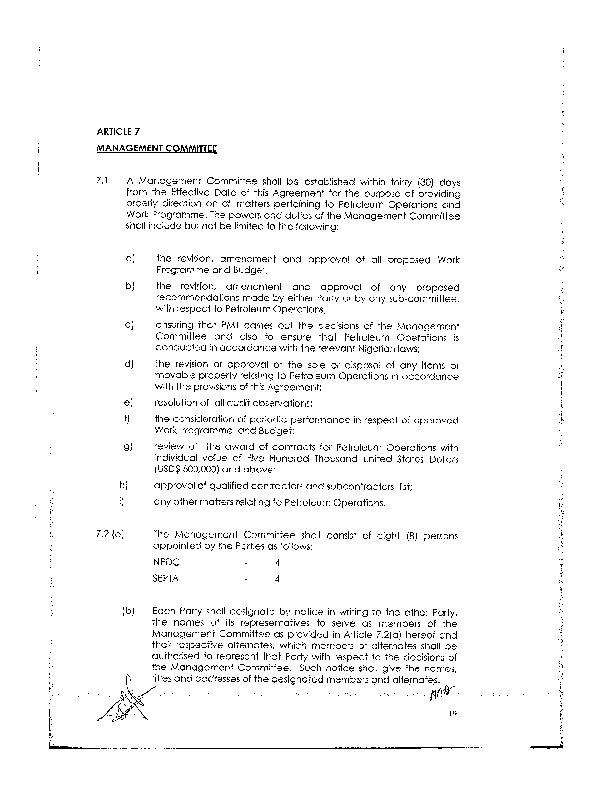 ARTICLE 7
MANAGEMENT COMMITTEE
7.1 A Management Committee shall be established within thirty (30) days
from the Effective Date of this Agreement for the purpose of providing
orderly direction on all matters pertaining to Petroleum Operations and
Work Programme. The powers and duties of the Management Committee
shall include but not be limited to the following:
a) the revision, amendment and approval of all proposed Work
Programme and Budget.
b) the revision, amendment and approval of any proposed
recommendations made by either Party or by any sub-committee,
with respect to Petroleum Operations;
c) ensuring that PMT carries out the decisions of the Management
Committee and also to ensure that Petroleum Operations is
conducted in accordance with the relevant Nigerian laws;
d) the revision or approval of the sale or disposal of any items or
movable property relating to Petroleum Operations in accordance
with the provisions of this Agreement;
e) resolution of all audit observations;
f) the consideration of periodic performance in respect of approved
Work Programme and Budget;
g) review of the award of contracts for Petroleum Operations with
individual value of Five Hundred Thousand United States Dollars
(USD$ 500,000) and above;
h) approval of qualified contractors and subcontractors list;
i) any other matters relating to Petroleum Operations.
7.2 (a) The Management Committee shall consist of eight (8) persons
appointed by the Parties as follows:
NPDC - 4
SEPTA - 4
(b) Each Party shall designate by notice in writing to the other Party,
the names of its representatives to serve as members of the
Management Committee as provided in Article 7.2(a) hereof and
their respective alternates, which members or alternates shall be
authorised to represent that Party with respect to the decisions of
the Management Committee. Such notice shall give the names,
titles and addresses of the designated members and alternates.